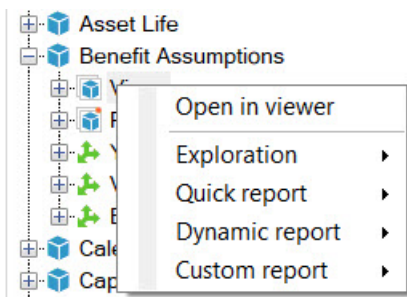 Asset Life
Benefit Assumptions
Open in viewer
Exploration
Quick report
Dynamic report
Custom report